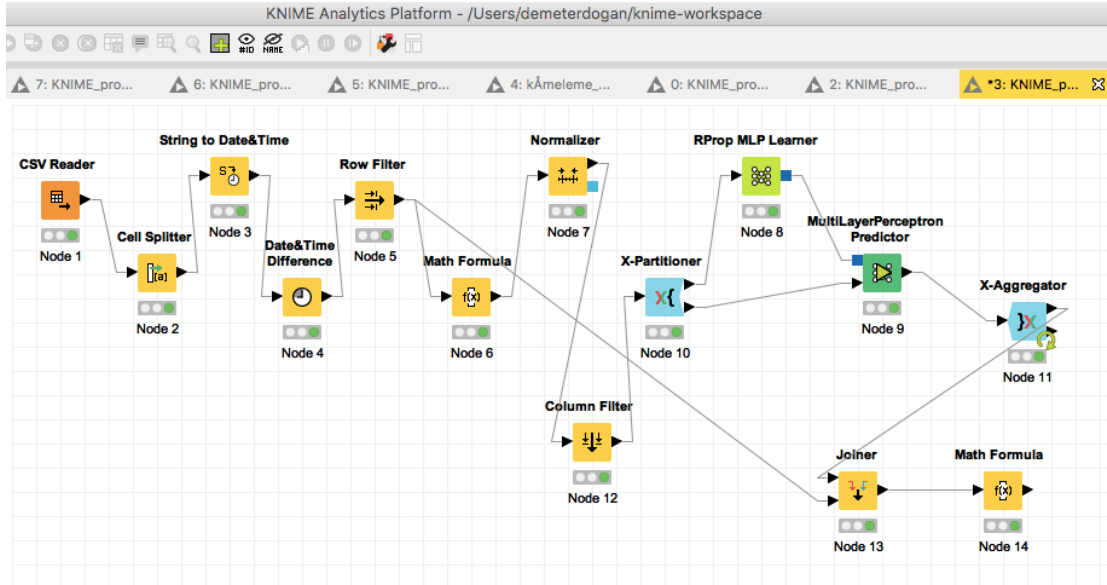 KNIME Analytics Platform - /Users/demeterdogan/knime-workspace
#ID
NAME
7: KNIME_pro...
6: KNIME_pro...
5: KNIME_pro...
4: kÅmeleme_...
0: KNIME_pro...
2: KNIME_pro...
*3: KNIME_p...
String to Date&Time
Normalizer
RProp MLP Learner
CSV Reader
Row Filter
S
Node 3
Node 7
Node 8
MultiLayerPerceptron
Predictor
Cell Splitter
Node 1
Node 5
Date&Time
Difference
Math Formula
X-Partitioner
[a]
f(x)
X{
X-Aggregator
}X
Node 2
Node 4
Node 6
Node 10
Node 9
Node 11
Column Filter
Joiner
Math Formula
f(x)
Node 12
Node 13
Node 14